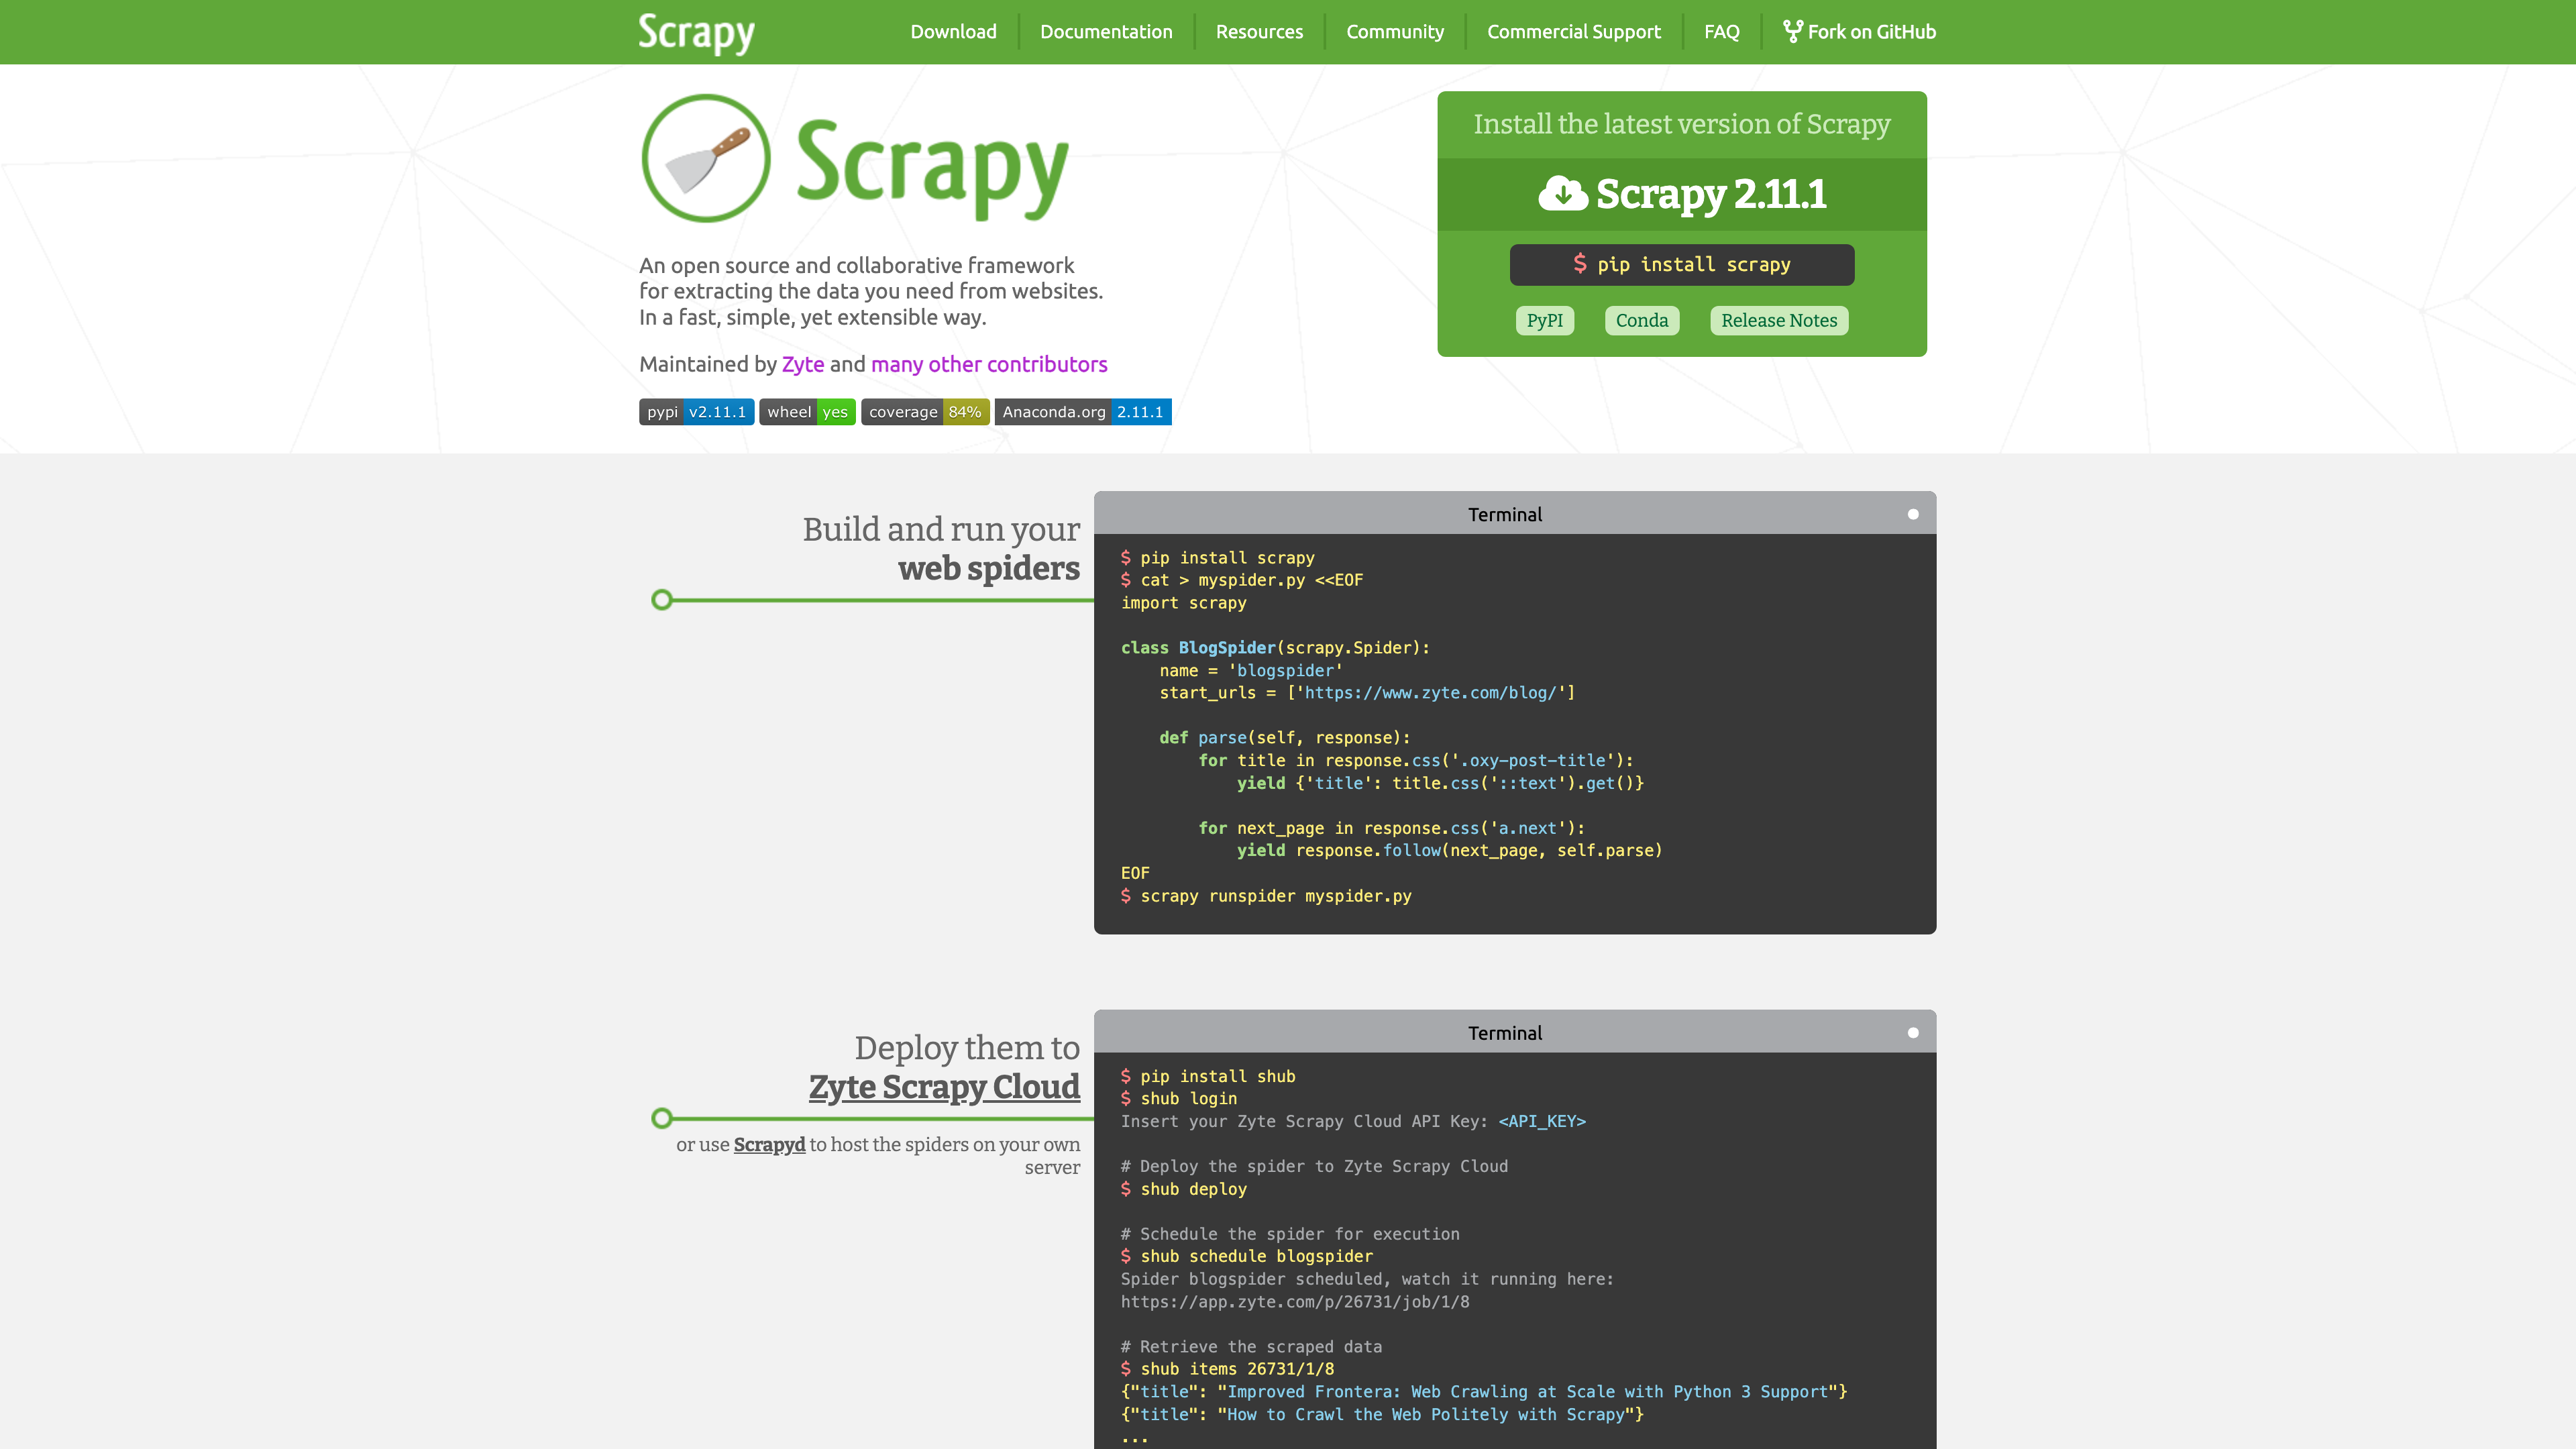 Scrapy
Download
Documentation
Resources
Community
Commercial Support
FAQ
Fork on GitHub
Scrapy
An open source and collaborative framework
for extracting the data you need from websites.
In a fast, simple, yet extensible way.
Maintained by Zyte and many other contributors
pypi v2.11.1
wheel yes
coverage 84%
Anaconda.org 2.11.1
Install the latest version of Scrapy
Scrapy 2.11.1
$ pip install scrapy
PyPI
Conda
Release Notes
Build and run your
web spiders
Terminal
$ pip install scrapy
$ cat > myspider.py <<EOF
import scrapy
class BlogSpider(scrapy.Spider):
    name = 'blogspider'
    start_urls = ['https://www.zyte.com/blog/']
    def parse(self, response):
        for title in response.css('.oxy-post-title'):
            yield {'title': title.css('::text').get()}
        for next_page in response.css('a.next'):
            yield response.follow(next_page, self.parse)
EOF
$ scrapy runspider myspider.py
Deploy them to
Zyte Scrapy Cloud
or use Scrapyd to host the spiders on your own
server
Terminal
$ pip install shub
$ shub login
Insert your Zyte Scrapy Cloud API Key: <API_KEY>
# Deploy the spider to Zyte Scrapy Cloud
$ shub deploy
# Schedule the spider for execution
$ shub schedule blogspider
Spider blogspider scheduled, watch it running here:
https://app.zyte.com/p/26731/job/1/8
# Retrieve the scraped data
$ shub items 26731/1/8
{"title": "Improved Frontera: Web Crawling at Scale with Python 3 Support"}
{"title": "How to Crawl the Web Politely with Scrapy"}
...